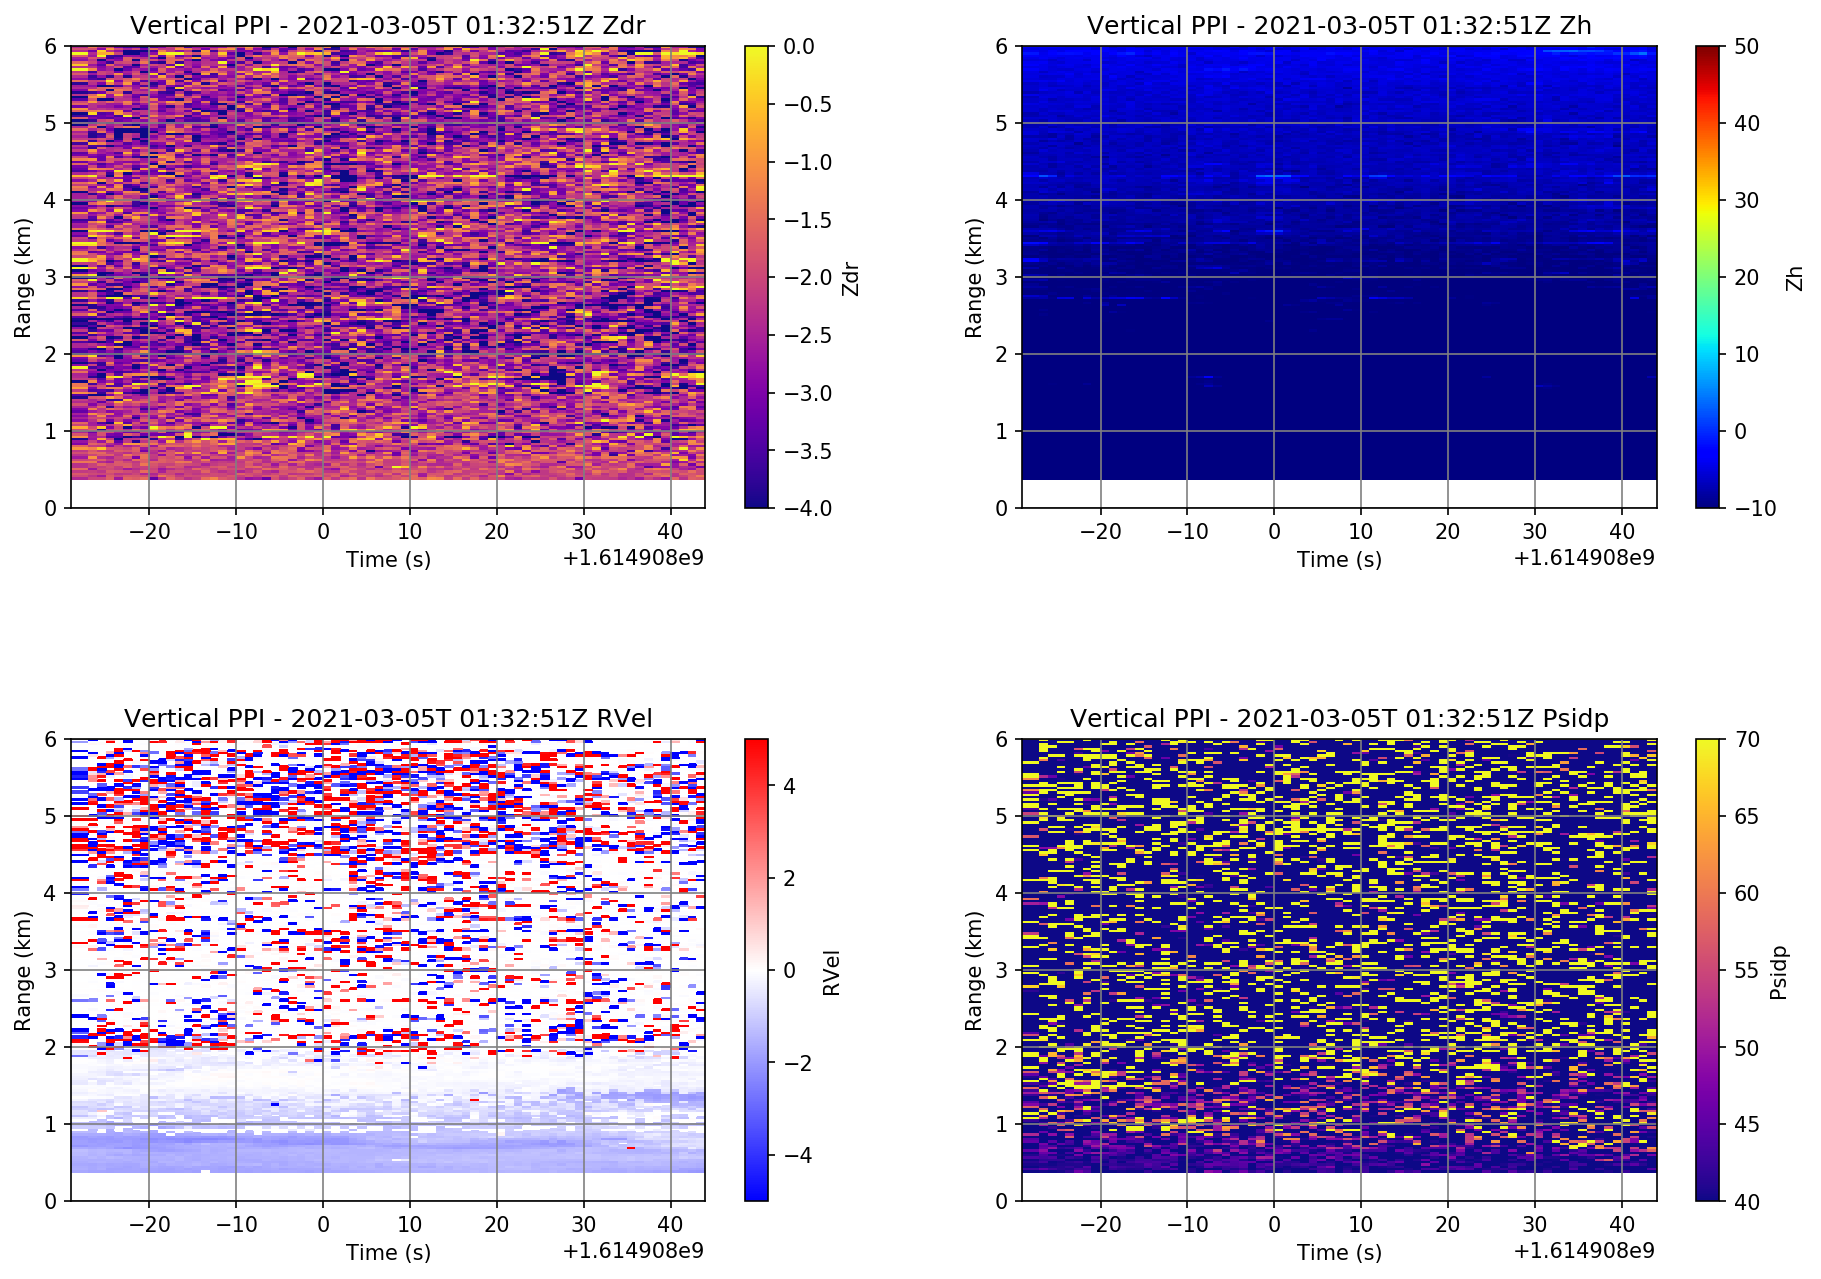 Vertical PPI - 2021-03-05T 01:32:51Z Zdr
6
5
4
3
2
1
0
Range (km)
−20 −10 0 10 20 30 40
Time (s)
+1.614908e9
0.0
−0.5
−1.0
−1.5
−2.0
−2.5
−3.0
−3.5
−4.0
Zdr
Vertical PPI - 2021-03-05T 01:32:51Z Zh
6
5
4
3
2
1
0
Range (km)
−20 −10 0 10 20 30 40
Time (s)
+1.614908e9
50
40
30
20
10
0
−10
Zh
Vertical PPI - 2021-03-05T 01:32:51Z RVel
6
5
4
3
2
1
0
Range (km)
−20 −10 0 10 20 30 40
Time (s)
+1.614908e9
4
2
0
−2
−4
RVel
Vertical PPI - 2021-03-05T 01:32:51Z Psidp
6
5
4
3
2
1
0
Range (km)
−20 −10 0 10 20 30 40
Time (s)
+1.614908e9
70
65
60
55
50
45
40
Psidp